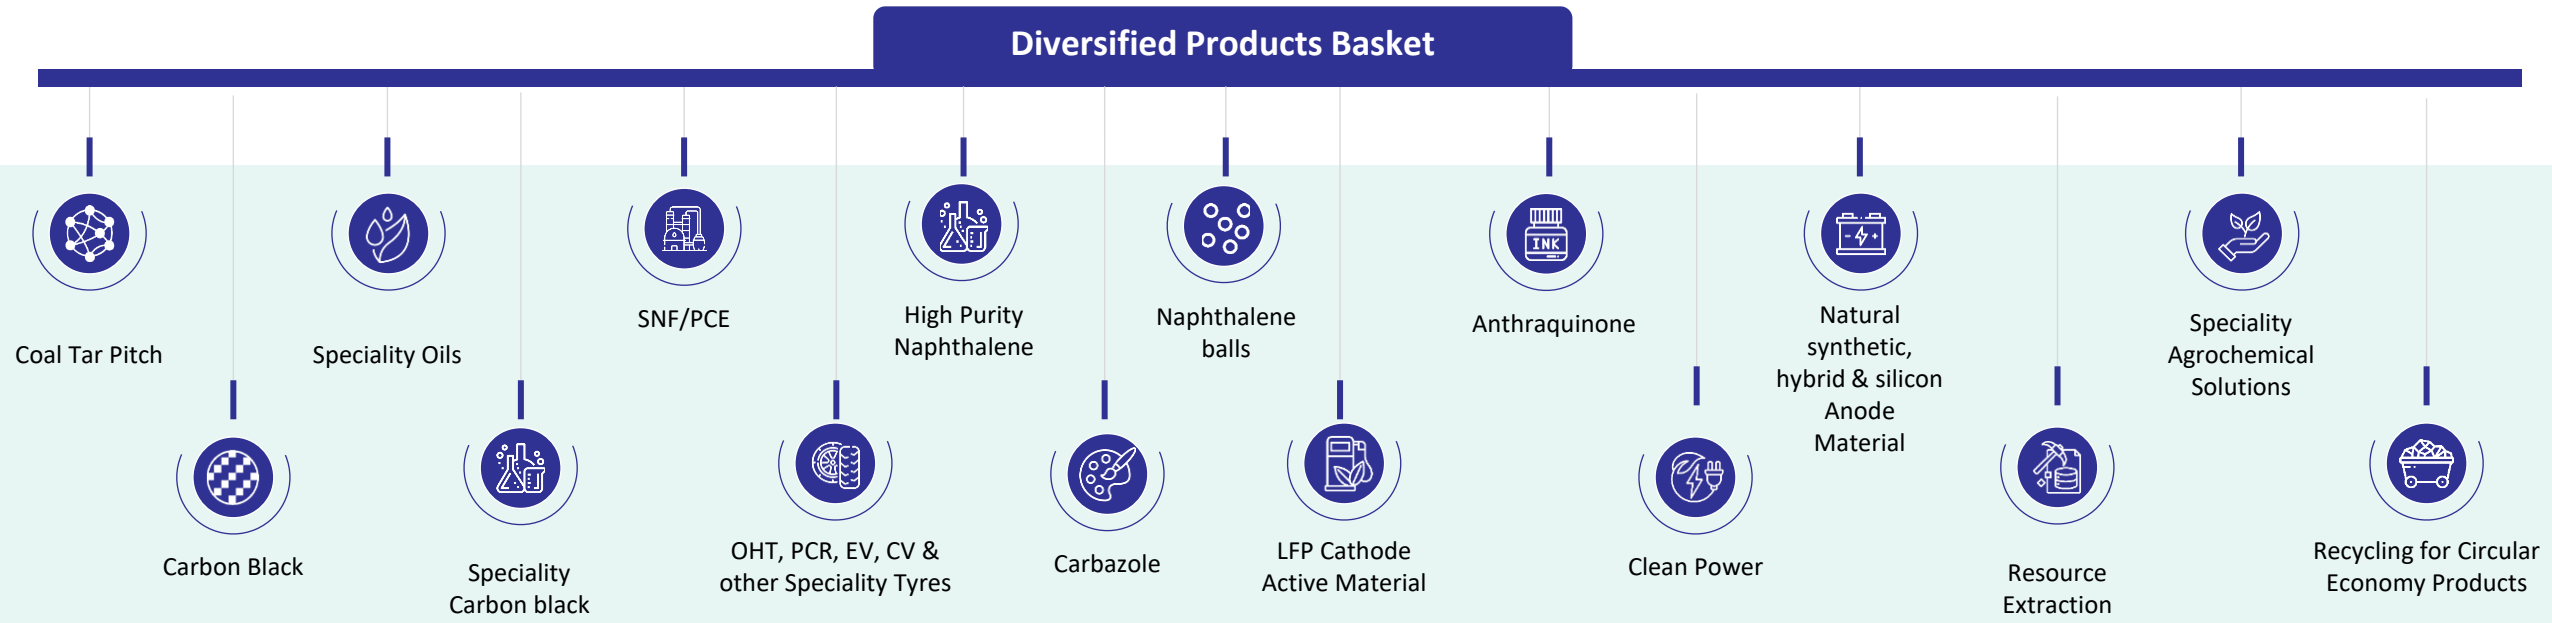 Diversified Products Basket
Coal Tar Pitch
Carbon Black
Speciality Oils
Speciality
Carbon black
SNF/PCE
OHT, PCR, EV, CV &
other Speciality Tyres
High Purity
Naphthalene
Carbazole
Naphthalene
balls
LFP Cathode
Active Material
INK
Anthraquinone
Clean Power
Natural
synthetic,
hybrid & silicon
Anode
Material
Resource
Extraction
Speciality
Agrochemical
Solutions
Recycling for Circular
Economy Products